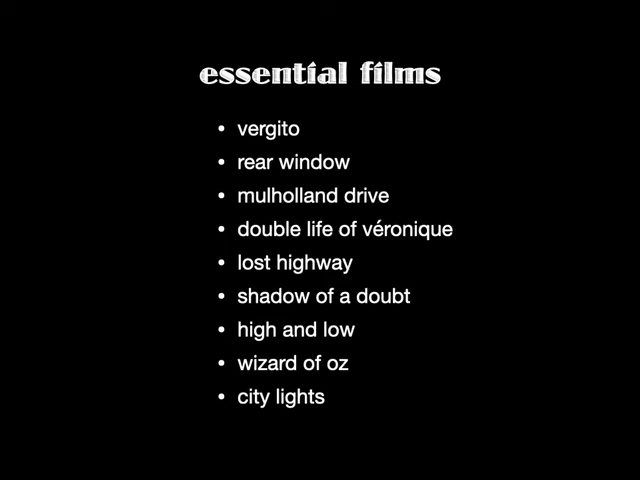 essential films
• vergito
• rear window
• mulholland drive
• double life of véronique
• lost highway
• shadow of a doubt
• high and low
• wizard of oz
• city lights